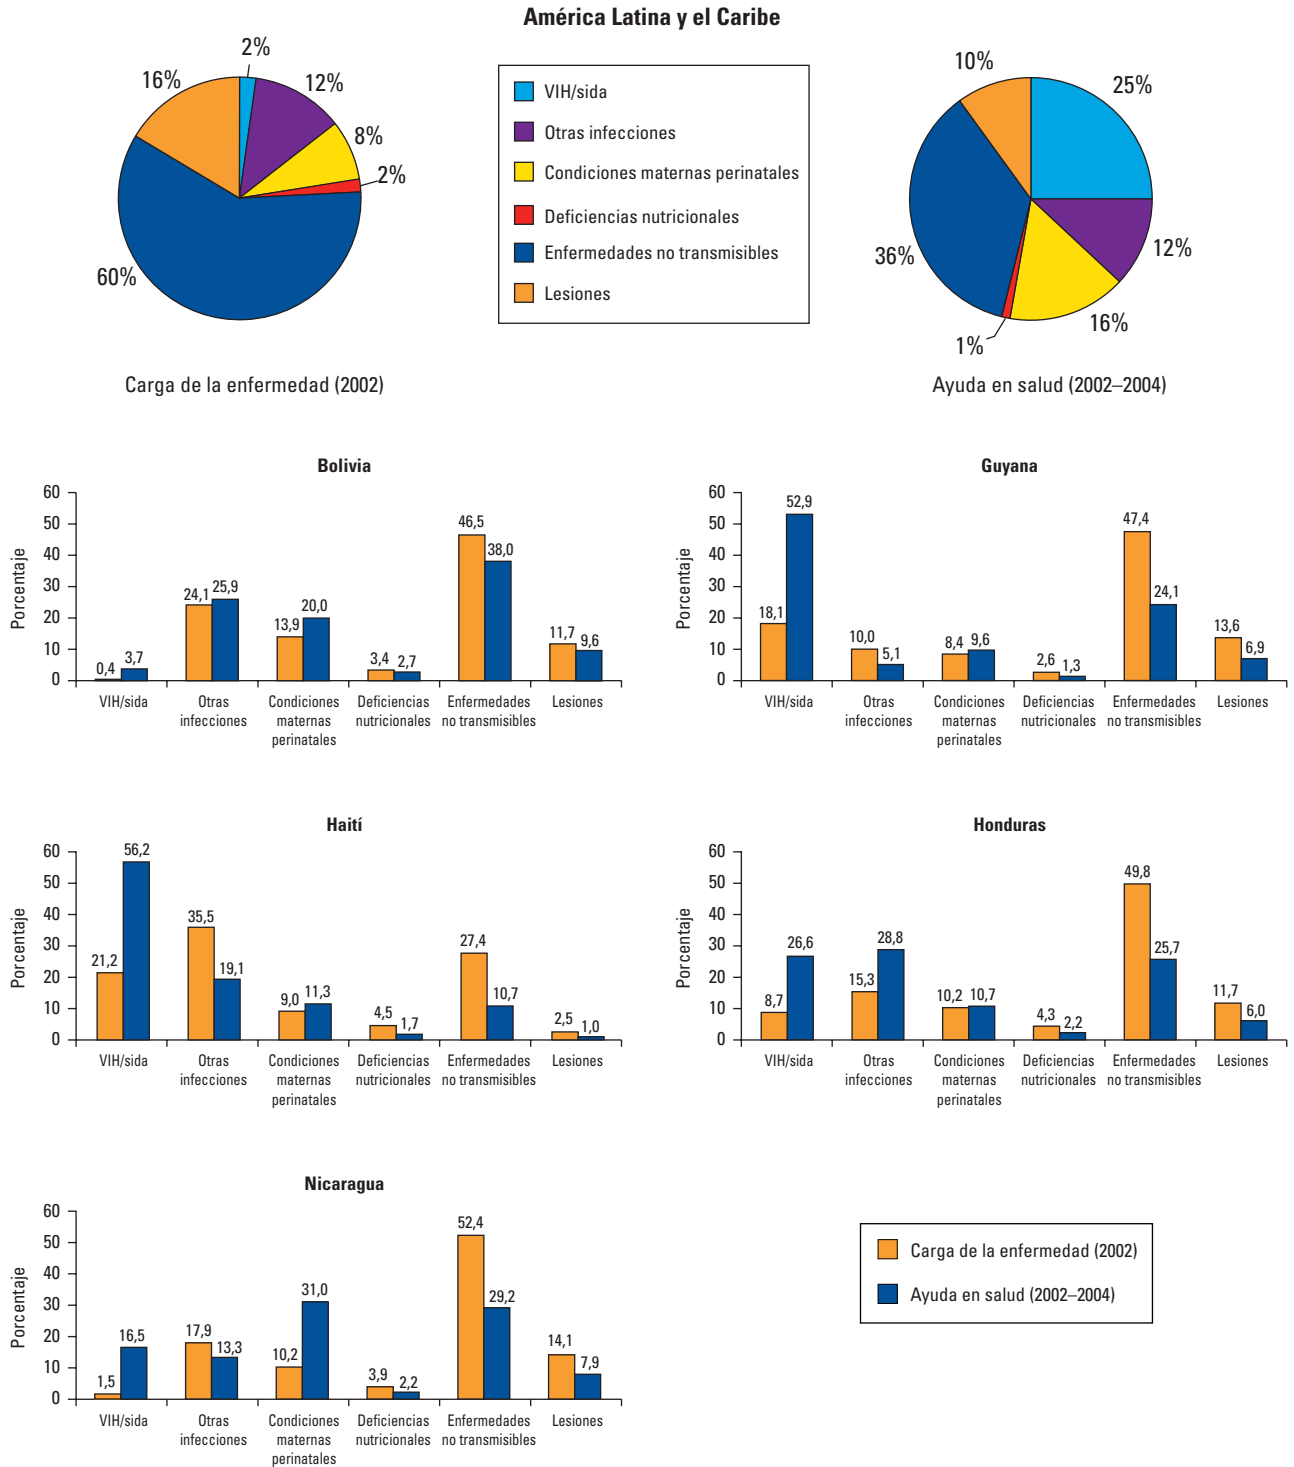 América Latina y el Caribe
2%
16%
12%
8%
2%
60%
Carga de la enfermedad (2002)
VIH/sida
Otras infecciones
Condiciones maternas perinatales
Deficiencias nutricionales
Enfermedades no transmisibles
Lesiones
10%
25%
36%
12%
16%
1%
Ayuda en salud (2002–2004)
Bolivia
Porcentaje
60
50
40
30
20
10
0
0,4 3,7
24,1 25,9
13,9 20,0
3,4 2,7
46,5 38,0
11,7 9,6
VIH/sida
Otras
infecciones
Condiciones
maternas
perinatales
Deficiencias
nutricionales
Enfermedades
no transmisibles
Lesiones
Guyana
Porcentaje
60
50
40
30
20
10
0
18,1 52,9
10,0 5,1
8,4 9,6
2,6 1,3
47,4 24,1
13,6 6,9
VIH/sida
Otras
infecciones
Condiciones
maternas
perinatales
Deficiencias
nutricionales
Enfermedades
no transmisibles
Lesiones
Haití
Porcentaje
60
50
40
30
20
10
0
21,2 56,2
35,5 19,1
9,0 11,3
4,5 1,7
27,4 10,7
2,5 1,0
VIH/sida
Otras
infecciones
Condiciones
maternas
perinatales
Deficiencias
nutricionales
Enfermedades
no transmisibles
Lesiones
Honduras
Porcentaje
60
50
40
30
20
10
0
8,7 26,6
15,3 28,8
10,2 10,7
4,3 2,2
49,8 25,7
11,7 6,0
VIH/sida
Otras
infecciones
Condiciones
maternas
perinatales
Deficiencias
nutricionales
Enfermedades
no transmisibles
Lesiones
Nicaragua
Porcentaje
60
50
40
30
20
10
0
1,5 16,5
17,9 13,3
10,2 31,0
3,9 2,2
52,4 29,2
14,1 7,9
VIH/sida
Otras
infecciones
Condiciones
maternas
perinatales
Deficiencias
nutricionales
Enfermedades
no transmisibles
Lesiones
Carga de la enfermedad (2002)
Ayuda en salud (2002–2004)